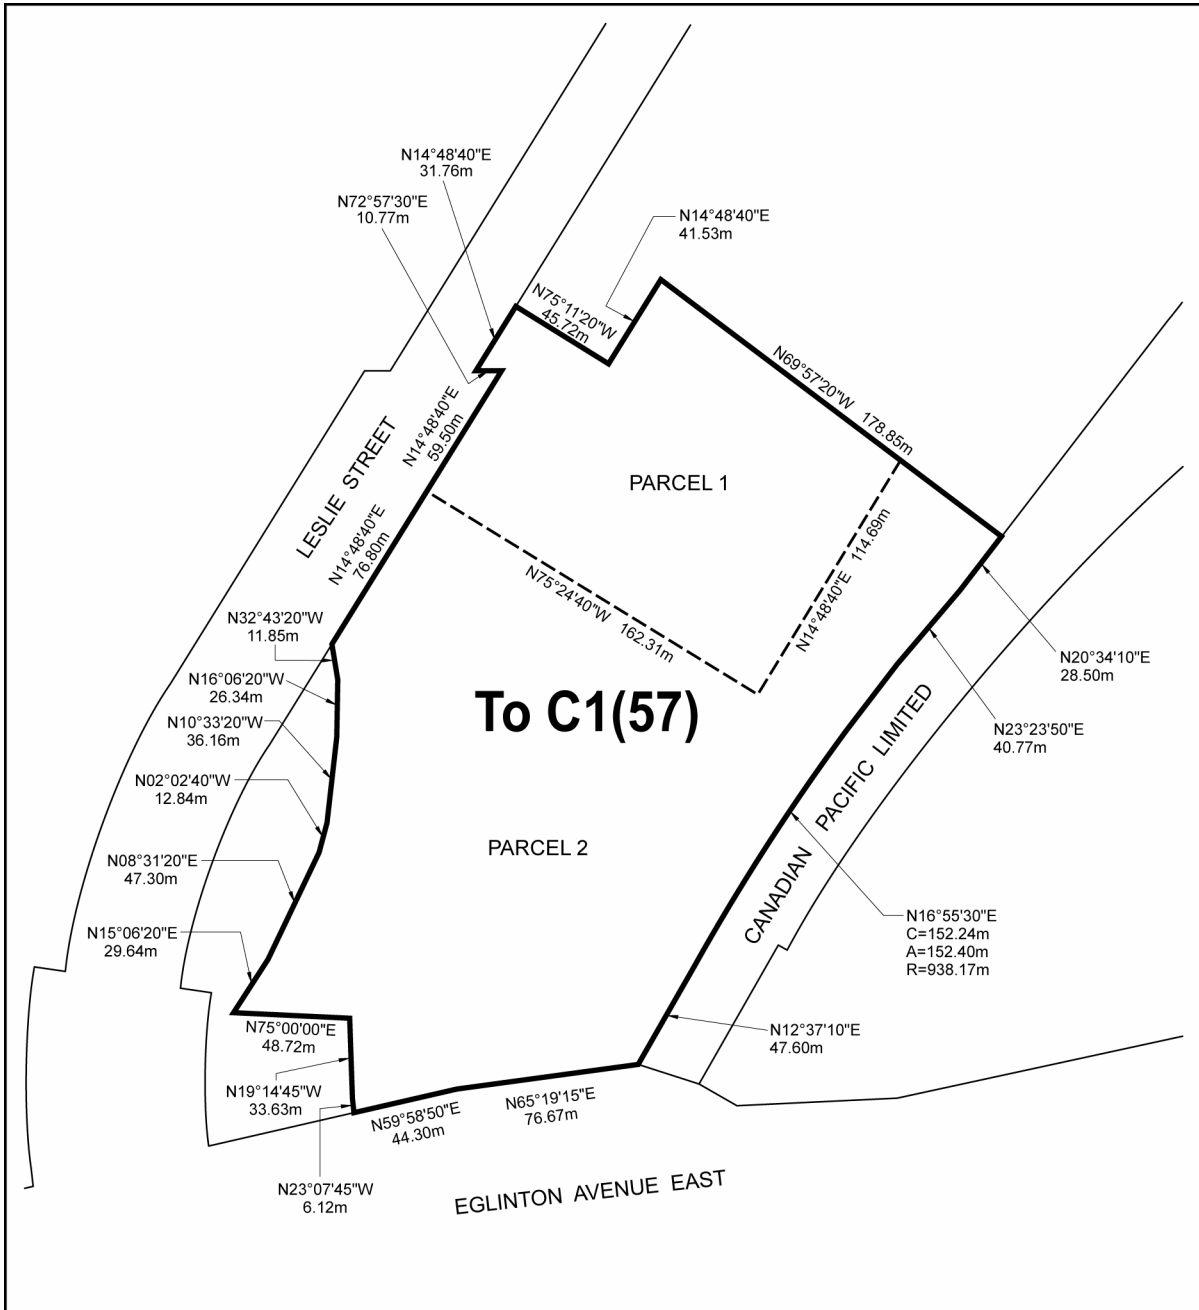 N14°48'40"E
31.76m
N72°57'30"E
10.77m
N14°48'40"E
41.53m
N75°11'20"W
45.72m
N69°57'20"W 178.85m
N14°48'40"E
59.50m
LESLIE STREET
PARCEL 1
N14°48'40"E
76.80m
N75°24'40"W 162.31m
N14°48'40"E 114.69m
N32°43'20"W
11.85m
N16°06'20"W
26.34m
N10°33'20"W
36.16m
N02°02'40"W
12.84m
N08°31'20"E
47.30m
N15°06'20"E
29.64m
To C1(57)
PARCEL 2
N20°34'10"E
28.50m
N23°23'50"E
40.77m
CANADIAN PACIFIC LIMITED
N16°55'30"E
C=152.24m
A=152.40m
R=938.17m
N12°37'10"E
47.60m
N75°00'00"E
48.72m
N19°14'45"W
33.63m
N59°58'50"E
44.30m
N65°19'15"E
76.67m
N23°07'45"W
6.12m
EGLINTON AVENUE EAST